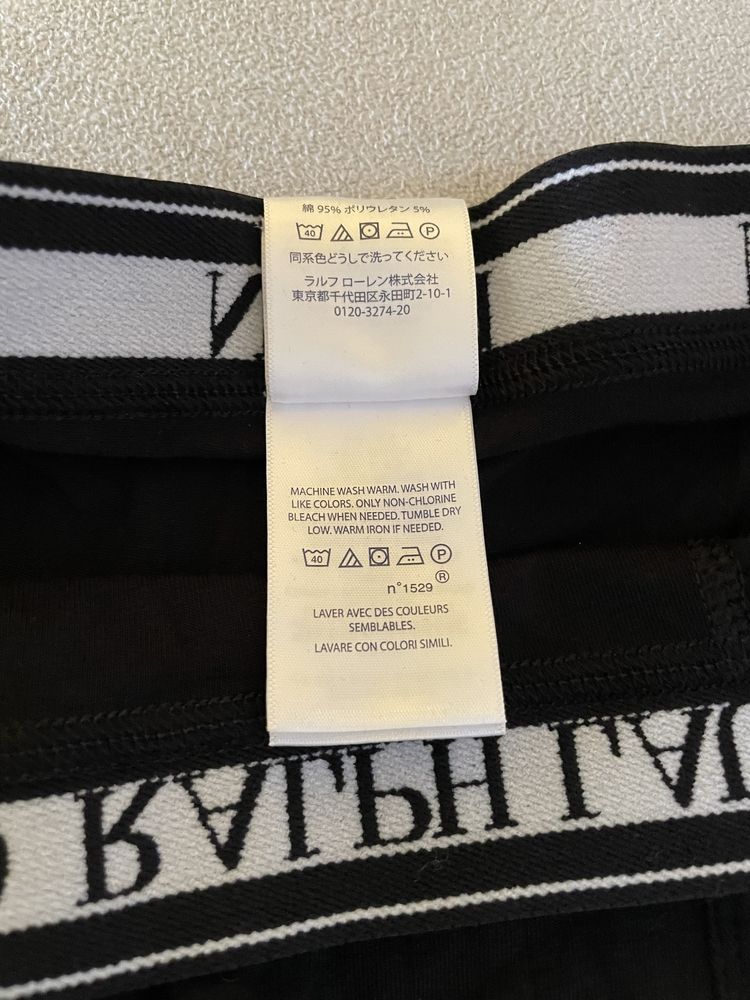 綿 95% ポリウレタン 5%
40 P
同系色どうしで洗ってください
ラルフ ローレン株式会社
東京都千代田区永田町2-10-1
0120-3274-20
MACHINE WASH WARM. WASH WITH
LIKE COLORS. ONLY NON-CHLORINE
BLEACH WHEN NEEDED. TUMBLE DRY
LOW. WARM IRON IF NEEDED.
40 P
n°1529 ®
LAVER AVEC DES COULEURS
SEMBLABLES.
LAVARE CON COLORI SIMILI.
RALPH LAU